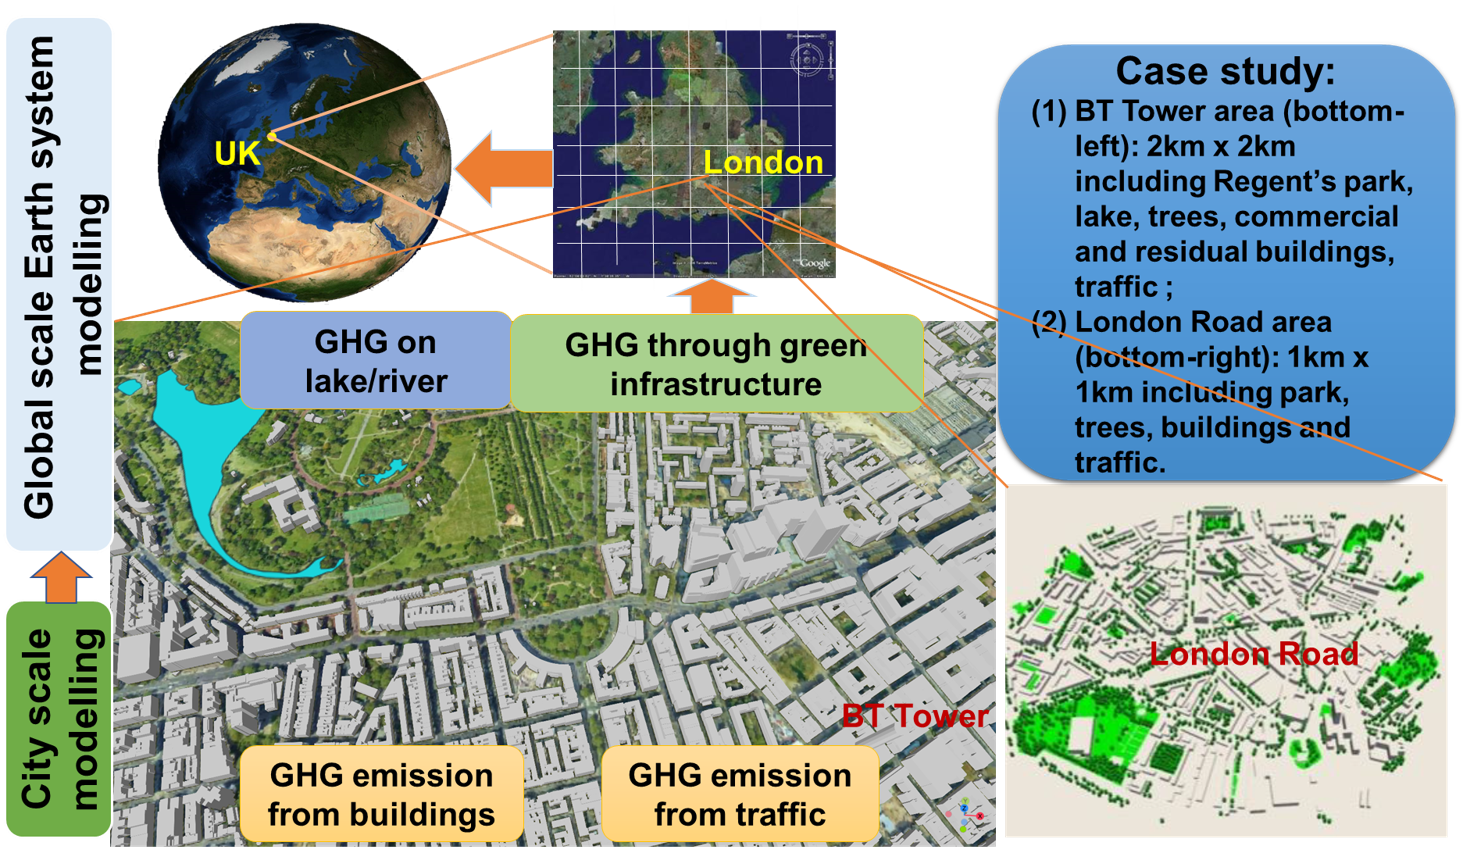 Global scale Earth system
modelling
City scale
modelling
UK
London
Google
Case study:
(1) BT Tower area (bottom-
left): 2km x 2km
including Regent's park,
lake, trees, commercial
and residual buildings,
traffic ;
(2) London Road area
(bottom-right): 1km x
1km including park,
trees, buildings and
traffic.
GHG on
lake/river
GHG through green
infrastructure
London Road
BT Tower
GHG emission
from buildings
GHG emission
from traffic